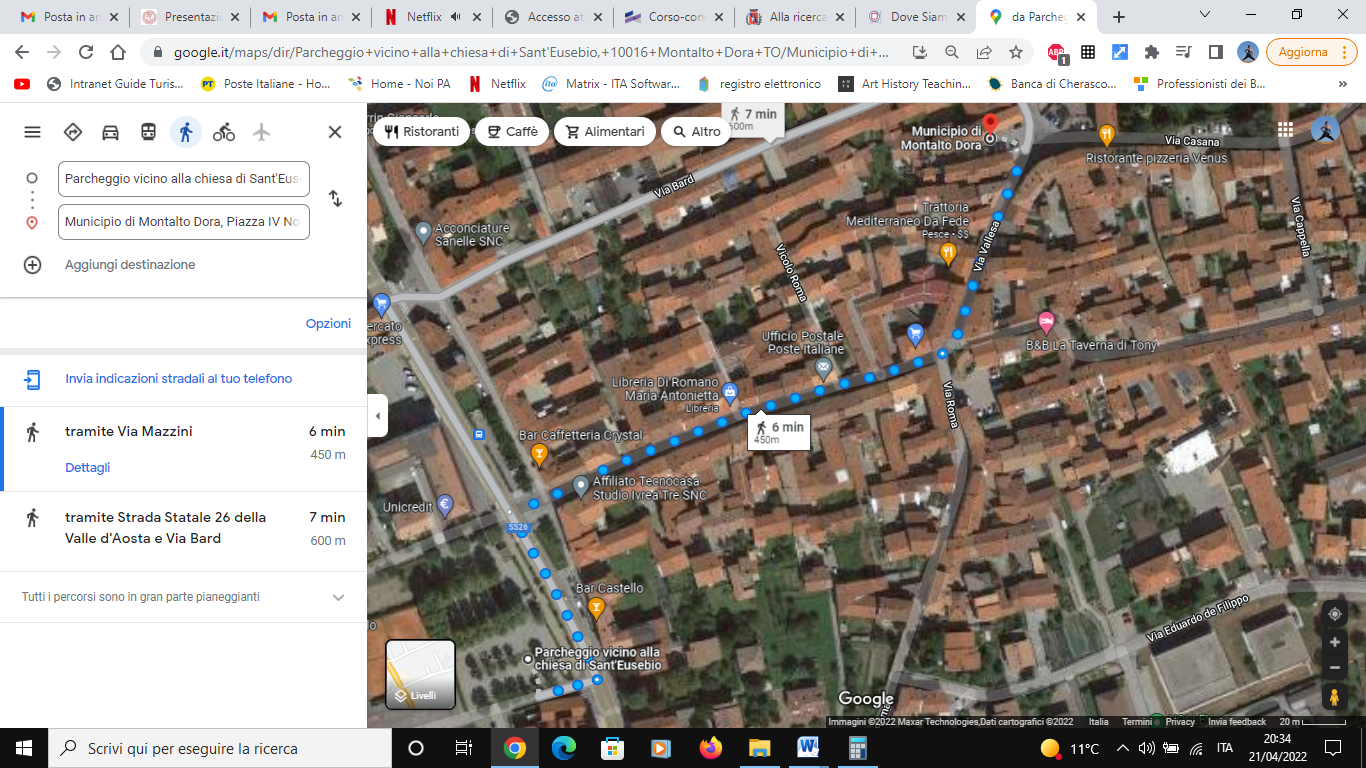 Posta in ar
Presentazi
Posta in ar
Netflix
Accesso at
Corso-con
Alla ricerca
Dove Siam
da Parcheg
google.it/maps/dir/Parcheggio+vicino+alla+chiesa+di+Sant'Eusebio,+10016+Montalto+Dora+TO/Municipio+di+...
ABP
1
Aggiorna
Intranet Guide Turis...
Poste Italiane - Ho...
Home - Noi PA
Netflix
Matrix - ITA Softwar...
registro elettronico
Art History Teachin...
Banca di Cherasco...
Professionisti dei B...
»
Parcheggio vicino alla chiesa di Sant'Eus
Municipio di Montalto Dora, Piazza IV No
Aggiungi destinazione
Opzioni
Invia indicazioni stradali al tuo telefono
tramite Via Mazzini
6 min
450 m
Dettagli
tramite Strada Statale 26 della
Valle d'Aosta e Via Bard
7 min
600 m
Tutti i percorsi sono in gran parte pianeggianti
Ristoranti
Caffè
Alimentari
Altro
7 min
600m
Municipio di
Montalto Dora
Via Casana
Ristorante pizzeria Venus
Via Bard
Via Cappella
Trattoria
Mediterraneo Da Fede
Pesce • $$
Acconciature
Sanelle SNC
Via Vallesa
Vicolo Roma
ercato
xpress
Ufficio Postale
Poste Italiane
B&B La Taverna di Tony
Libreria Di Romano
Maria Antonietta
Libreria
Via Roma
6 min
450m
Bar Caffetteria Crystal
Affiliato Tecnocasa
Studio Ivrea Tre SNC
Unicredit
SS26
Bar Castello
Via Eduardo de Filippo
Parcheggio vicino alla
chiesa di Sant'Eusebio
Livelli
Google
Immagini ©2022 Maxar Technologies,Dati cartografici ©2022
Italia
Termini
Privacy
Invia feedback
20 m
Scrivi qui per eseguire la ricerca
11°C
ITA
20:34
21/04/2022